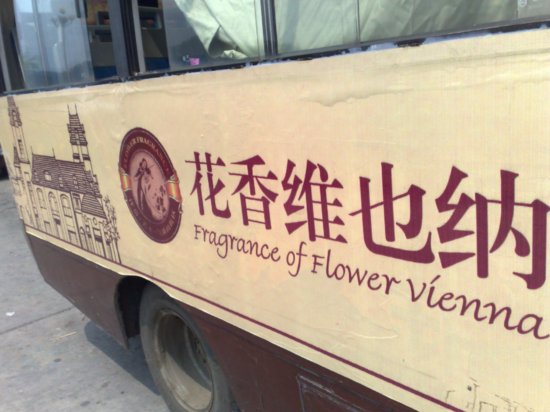 花香维也纳
Fragrance of Flower Vienna